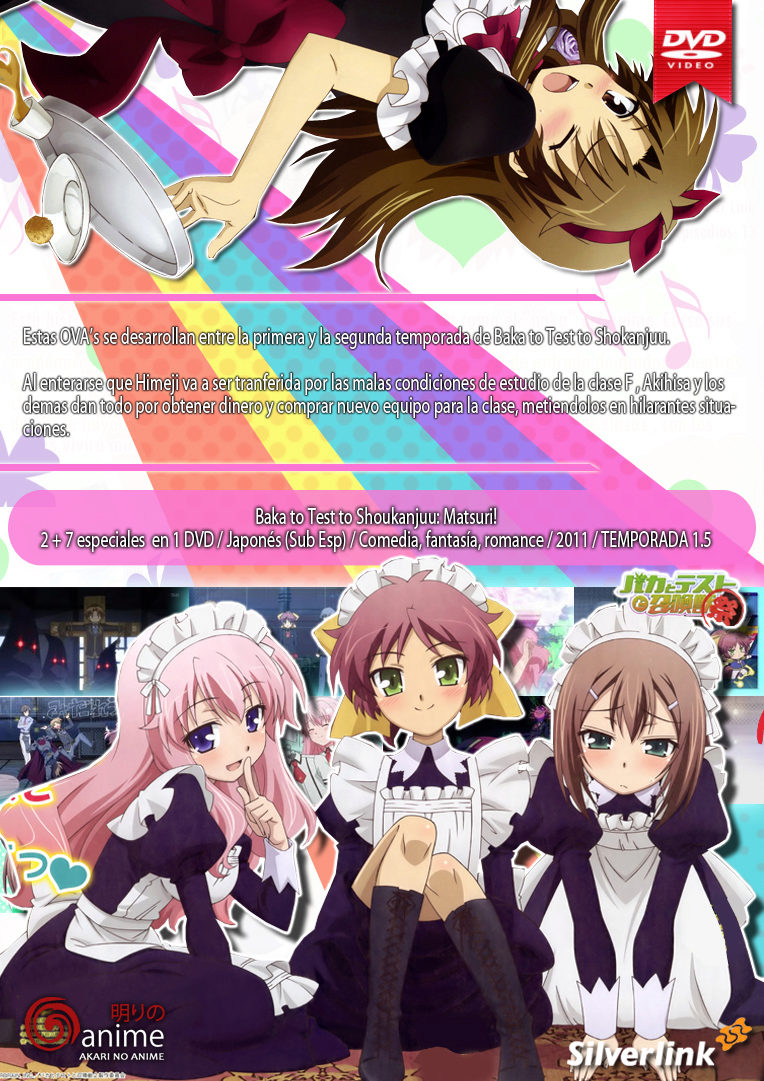 DVD
VIDEO
Estas OVA's se desarrollan entre la primera y la segunda temporada de Baka to Test to Shokanjuu.
Al enterarse que Himeji va a ser tranferida por las malas condiciones de estudio de la clase F , Akihisa y los
demas dan todo por obtener dinero y comprar nuevo equipo para la clase, metiendolos en hilarantes situa-
ciones.
Baka to Test to Shoukanjuu: Matsuri!
2 + 7 especiales en 1 DVD / Japonés (Sub Esp) / Comedia, fantasía, romance / 2011 / TEMPORADA 1.5
バカとテスト
と召喚獣
祭
っ
明りの
anime
AKARI NO ANIME
Silverlink